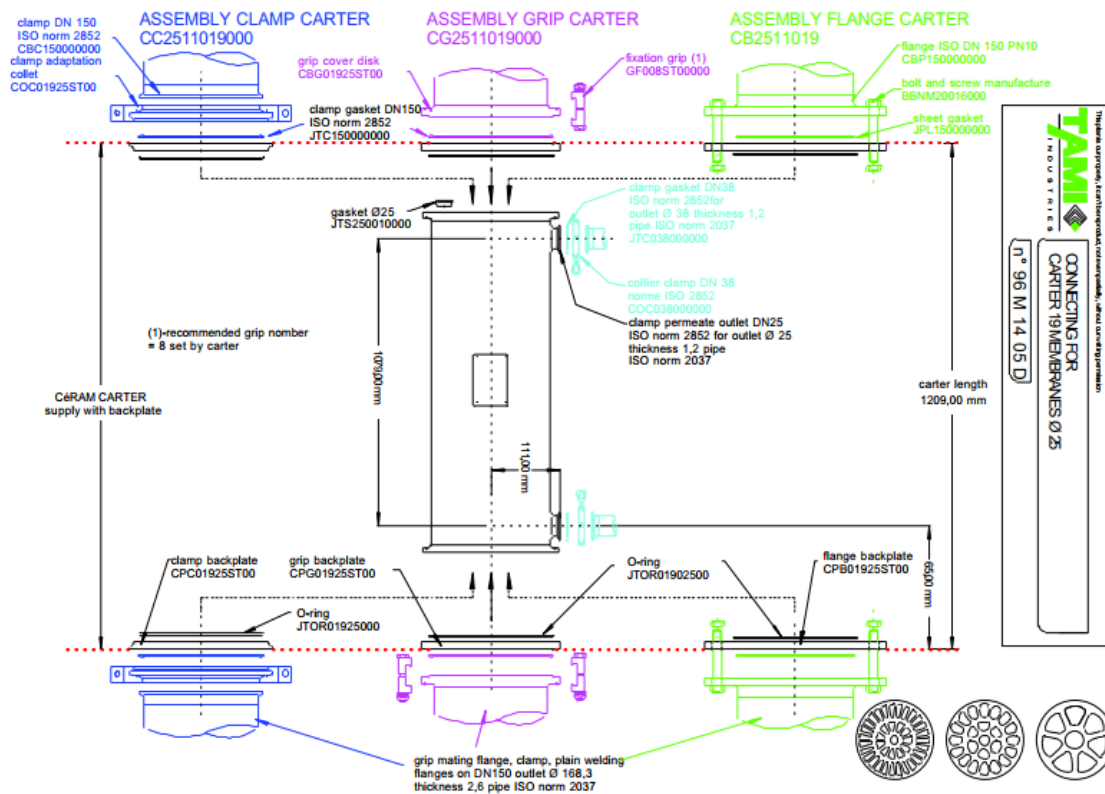 ASSEMBLY CLAMP CARTER
CC2511019000
ASSEMBLY GRIP CARTER
CG2511019000
ASSEMBLY FLANGE CARTER
CB2511019
clamp DN 150
ISO norm 2852
CBC150000000
clamp adaptation
collet
COC01925ST00
grip cover disk
CBG01925ST00
fixation grip (1)
GF008ST00000
flange ISO DN 150 PN10
CBP150000000
bolt and screw manufacture
BBNM20016000
sheet gasket
JPL150000000
clamp gasket DN150
ISO norm 2852
JTC150000000
gasket Ø25
JTS250010000
clamp gasket DN38
ISO norm 2852for
outlet Ø 38 thickness 1,2
pipe ISO norm 2037
JTC038000000
collier clamp DN 38
norme ISO 2852
COC038000000
clamp permeate outlet DN25
ISO norm 2852 for outlet Ø 25
thickness 1,2 pipe
ISO norm 2037
(1)-recommended grip nomber
= 8 set by carter
1079,00 mm
111,00 mm
65,00 mm
CéRAM CARTER
supply with backplate
carter length
1209,00 mm
clamp backplate
CPC01925ST00
grip backplate
CPG01925ST00
O-ring
JTOR01902500
flange backplate
CPB01925ST00
O-ring
JTOR01925000
grip mating flange, clamp, plain welding
flanges on DN150 outlet Ø 168,3
thickness 2,6 pipe ISO norm 2037
TAMI
INDUSTRIES
CONNECTING FOR
CARTER 19 MEMBRANES Ø 25
n° 96 M 14 05 D